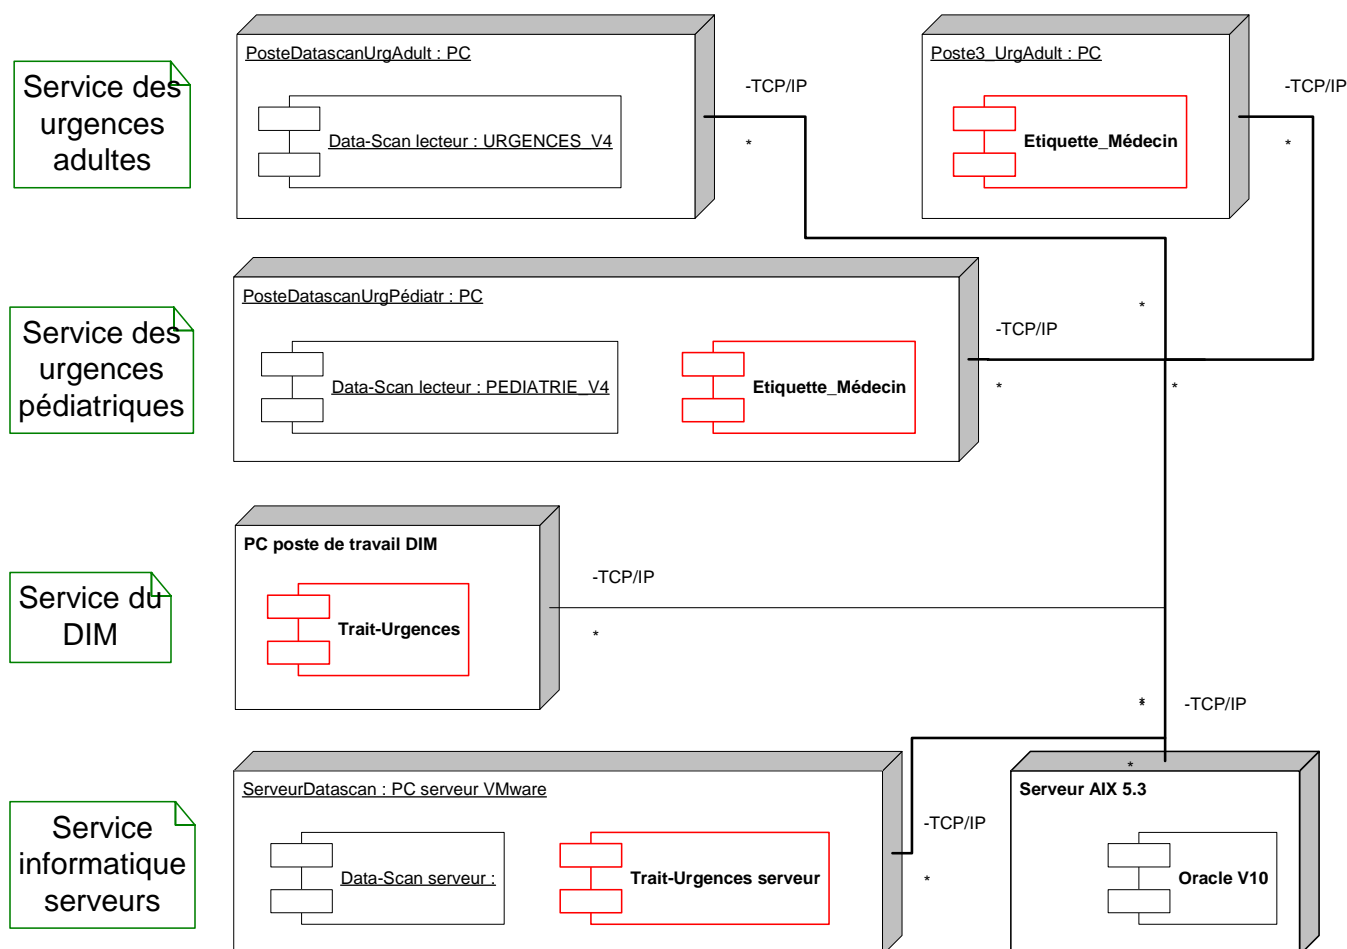 Service des
urgences
adultes
PosteDatascanUrgAdult : PC
Data-Scan lecteur : URGENCES_V4
-TCP/IP
*
Poste3_UrgAdult : PC
Etiquette_Médecin
-TCP/IP
*
Service des
urgences
pédiatriques
PosteDatascanUrgPédiatr : PC
Data-Scan lecteur : PEDIATRIE_V4
Etiquette_Médecin
-TCP/IP
*
*
*
Service du
DIM
PC poste de travail DIM
Trait-Urgences
-TCP/IP
*
*
-TCP/IP
*
Service
informatique
serveurs
ServeurDatascan : PC serveur VMware
Data-Scan serveur :
Trait-Urgences serveur
-TCP/IP
*
Serveur AIX 5.3
Oracle V10